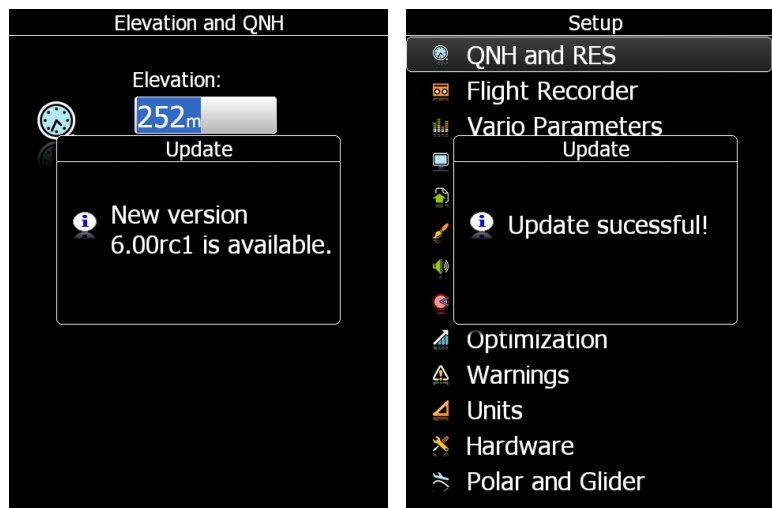 Elevation and QNH
Elevation:
252m
Update
New version
6.00rc1 is available.
Setup
QNH and RES
Flight Recorder
Vario Parameters
Update
Update sucessful!
Optimization
Warnings
Units
Hardware
Polar and Glider